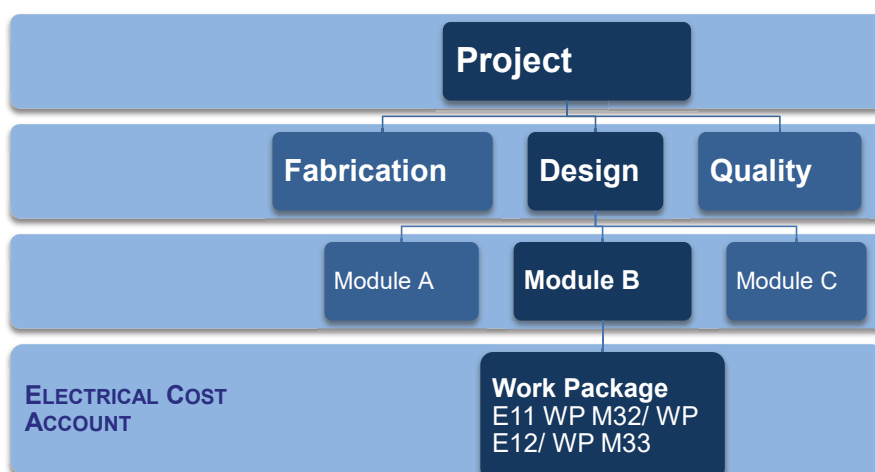 Project
Fabrication
Design
Quality
Module A
Module B
Module C
ELECTRICAL COST
ACCOUNT
Work Package
E11 WP M32/ WP
E12/ WP M33